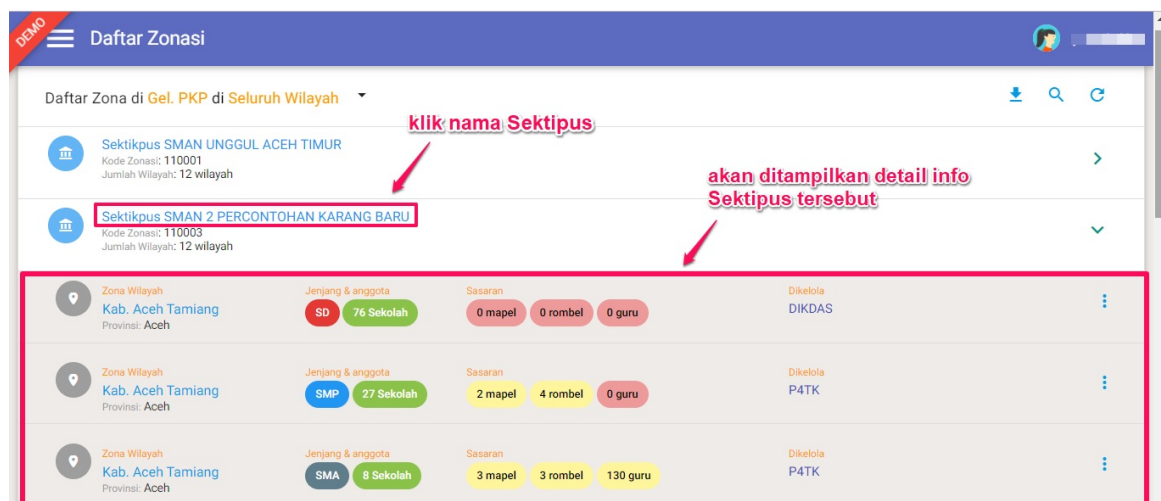 DEMO
Daftar Zonasi
Daftar Zona di Gel. PKP di Seluruh Wilayah
klik nama Sektipus
Sektikpus SMAN UNGGUL ACEH TIMUR
Kode Zonasi: 110001
Jumlah Wilayah: 12 wilayah
akan ditampilkan detail info
Sektipus tersebut
Sektikpus SMAN 2 PERCONTOHAN KARANG BARU
Kode Zonasi: 110003
Jumlah Wilayah: 12 wilayah
Zona Wilayah Jenjang & anggota Sasaran Dikelola
Kab. Aceh Tamiang SD 76 Sekolah 0 mapel 0 rombel 0 guru DIKDAS
Provinsi: Aceh
Zona Wilayah Jenjang & anggota Sasaran Dikelola
Kab. Aceh Tamiang SMP 27 Sekolah 2 mapel 4 rombel 0 guru P4TK
Provinsi: Aceh
Zona Wilayah Jenjang & anggota Sasaran Dikelola
Kab. Aceh Tamiang SMA 8 Sekolah 3 mapel 3 rombel 130 guru P4TK
Provinsi: Aceh